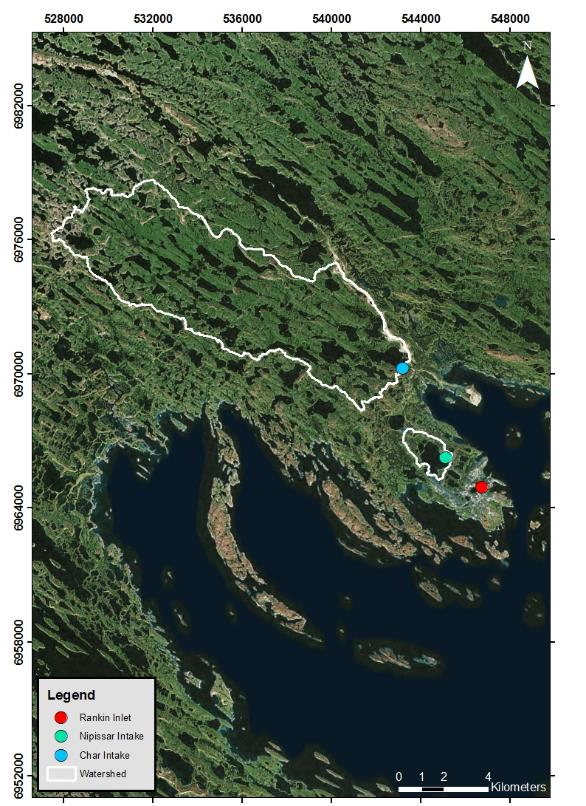 528000 532000 536000 540000 544000 548000
N
6982000
6976000
6970000
6964000
6958000
6952000
Legend
Rankin Inlet
Nipissar Intake
Char Intake
Watershed
0 1 2 4
Kilometers